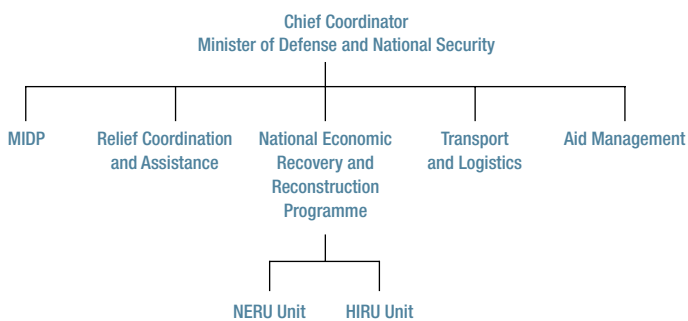 Chief Coordinator
Minister of Defense and National Security
MIDP
Relief Coordination
and Assistance
National Economic
Recovery and
Reconstruction
Programme
Transport
and Logistics
Aid Management
NERU Unit
HIRU Unit